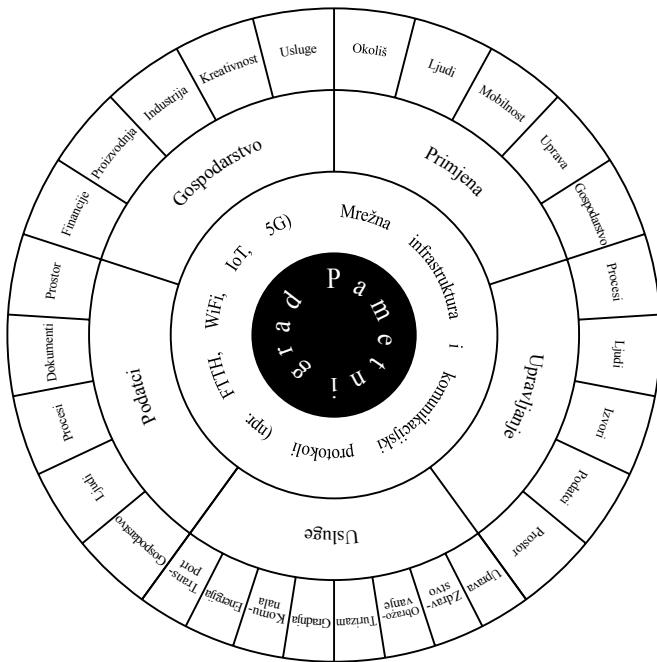 Pametni grad
Mrežna infrastruktura i komunikacijski protokoli (npr. FTTH, WiFi, IoT, 5G)
Primjena
Okoliš
Ljudi
Mobilnost
Uprava
Gospodarstvo
Upravljanje
Procesi
Ljudi
Izvori
Podatci
Prostor
Usluge
Uprava
Zdrav-
stvo
Obrazo-
vanje
Turizam
Gradnja
Komu-
nala
Energija
Trans-
port
Podatci
Gospodarstvo
Ljudi
Procesi
Dokumenti
Prostor
Gospodarstvo
Financije
Proizvodnja
Industrija
Kreativnost
Usluge